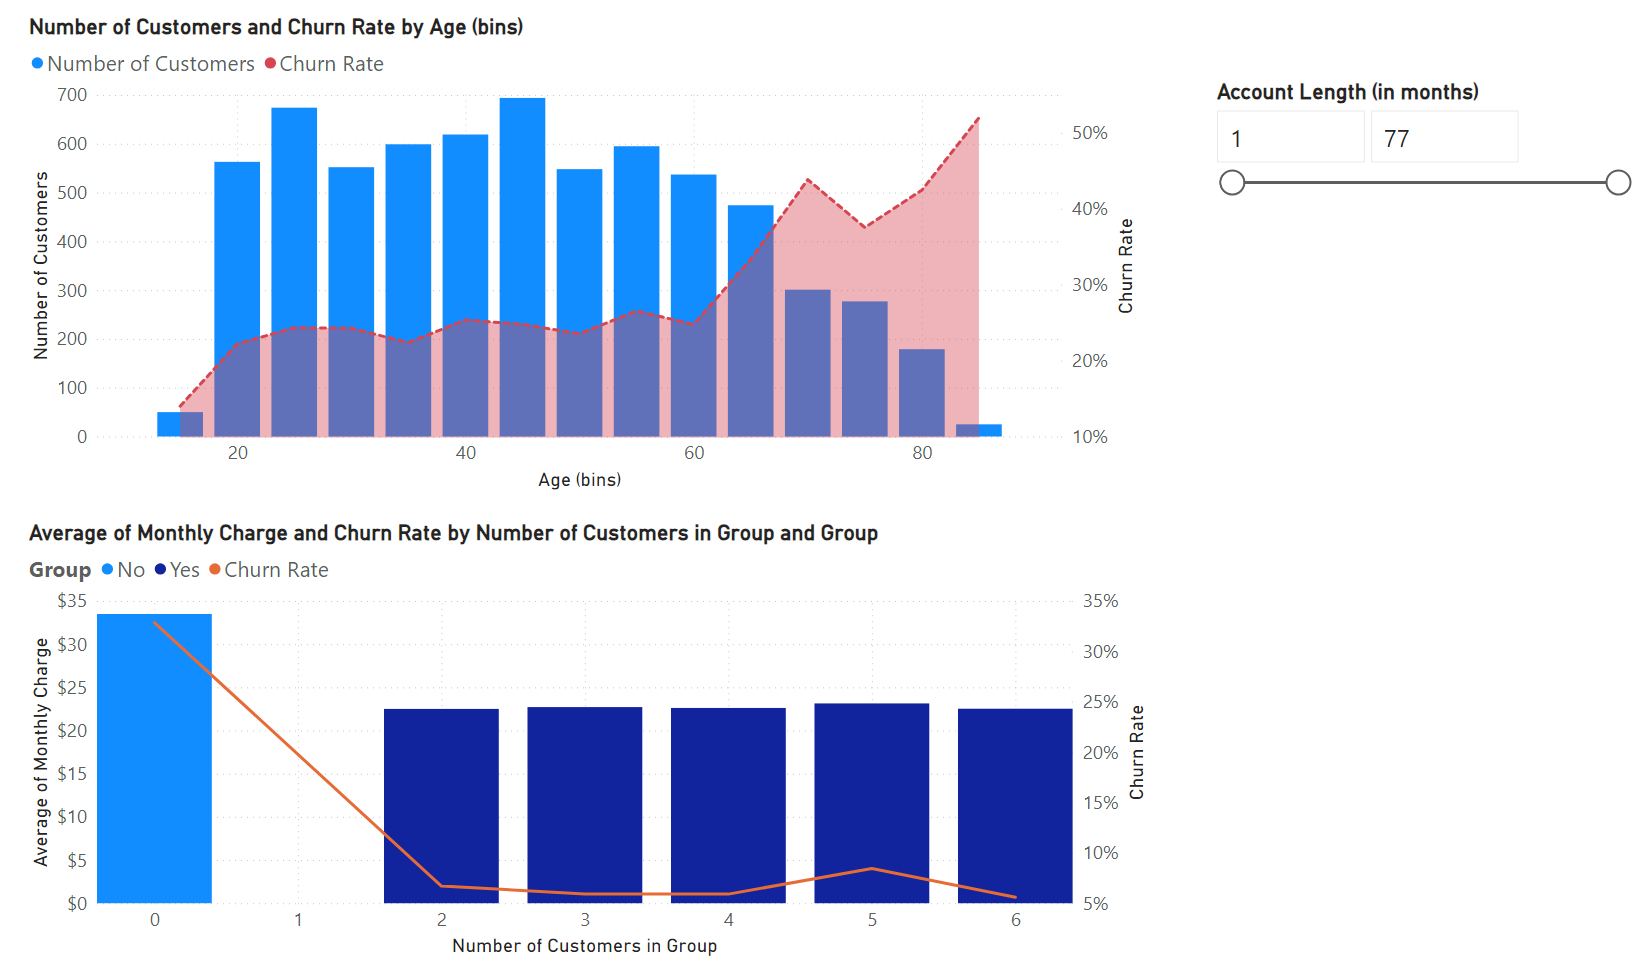 Number of Customers and Churn Rate by Age (bins)
Number of Customers Churn Rate
700
600
500
400
300
200
100
0
Number of Customers
50%
40%
30%
20%
10%
Churn Rate
20 40 60 80
Age (bins)
Account Length (in months)
1 77
Average of Monthly Charge and Churn Rate by Number of Customers in Group and Group
Group No Yes Churn Rate
$35
$30
$25
$20
$15
$10
$5
$0
Average of Monthly Charge
35%
30%
25%
20%
15%
10%
5%
Churn Rate
0 1 2 3 4 5 6
Number of Customers in Group